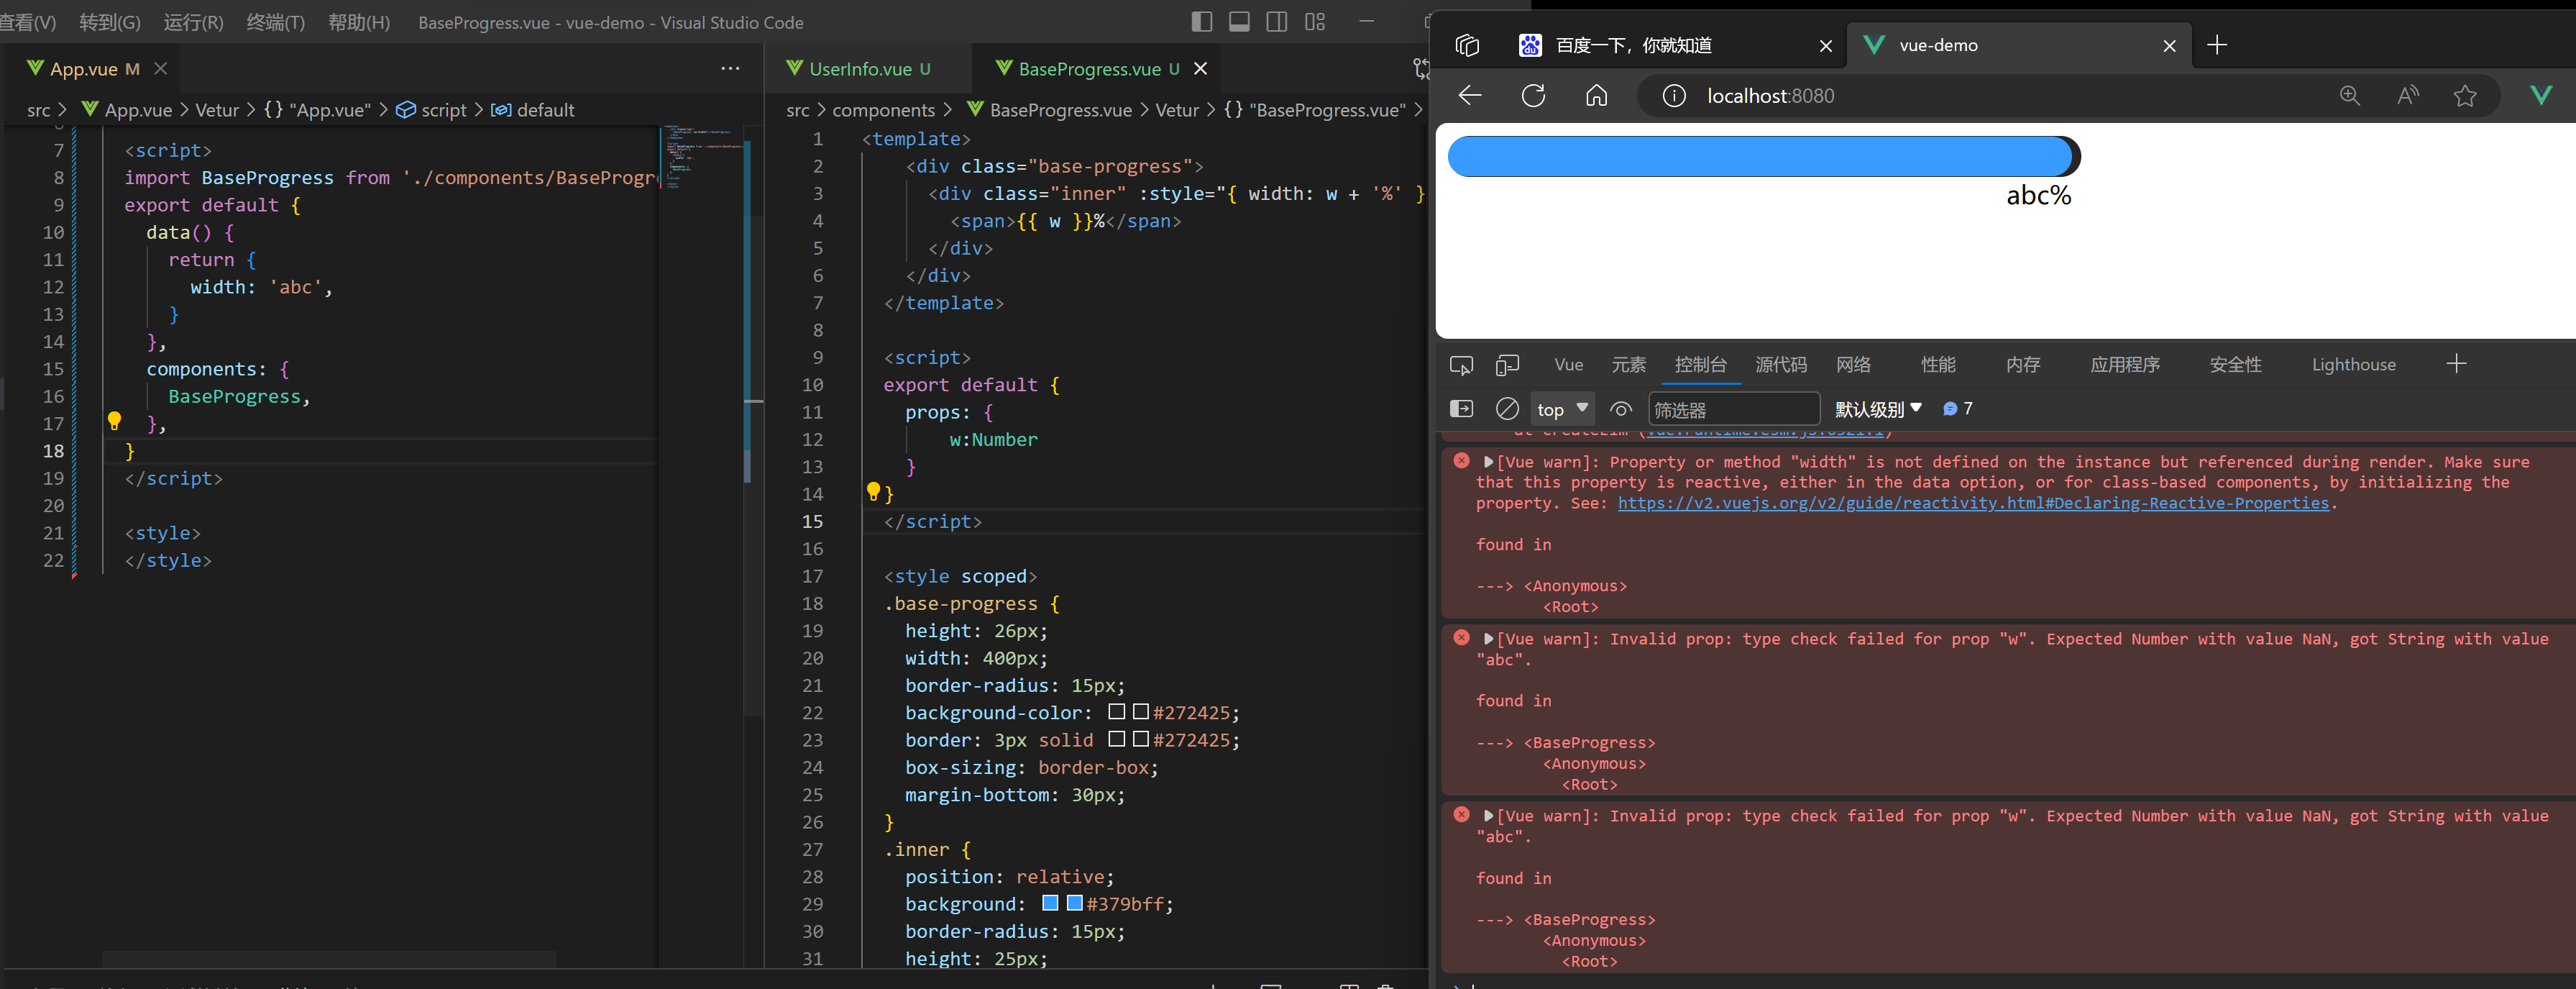 查看(V) 转到(G) 运行(R) 终端(T) 帮助(H) BaseProgress.vue - vue-demo - Visual Studio Code
App.vue M
src > App.vue > Vetur > {} "App.vue" > script > default
7 <script>
8 import BaseProgress from './components/BaseProgr
9 export default {
10 data() {
11 return {
12 width: 'abc',
13 }
14 },
15 components: {
16 BaseProgress,
17 },
18 }
19 </script>
20
21 <style>
22 </style>
UserInfo.vue U BaseProgress.vue U
src > components > BaseProgress.vue > Vetur > {} "BaseProgress.vue" >
1 <template>
2 <div class="base-progress">
3 <div class="inner" :style="{ width: w + '%' }
4 <span>{{ w }}%</span>
5 </div>
6 </div>
7 </template>
8
9 <script>
10 export default {
11 props: {
12 w:Number
13 }
14 }
15 </script>
16
17 <style scoped>
18 .base-progress {
19 height: 26px;
20 width: 400px;
21 border-radius: 15px;
22 background-color: #272425;
23 border: 3px solid #272425;
24 box-sizing: border-box;
25 margin-bottom: 30px;
26 }
27 .inner {
28 position: relative;
29 background: #379bff;
30 border-radius: 15px;
31 height: 25px;
百度一下，你就知道 vue-demo
localhost:8080
abc%
Vue 元素 控制台 源代码 网络 性能 内存 应用程序 安全性 Lighthouse
top 筛选器 默认级别 7
at createElm (vue.runtime.esm.js:6521:1)
[Vue warn]: Property or method "width" is not defined on the instance but referenced during render. Make sure
that this property is reactive, either in the data option, or for class-based components, by initializing the
property. See: https://v2.vuejs.org/v2/guide/reactivity.html#Declaring-Reactive-Properties.
found in
---> <Anonymous>
<Root>
[Vue warn]: Invalid prop: type check failed for prop "w". Expected Number with value NaN, got String with value
"abc".
found in
---> <BaseProgress>
<Anonymous>
<Root>
[Vue warn]: Invalid prop: type check failed for prop "w". Expected Number with value NaN, got String with value
"abc".
found in
---> <BaseProgress>
<Anonymous>
<Root>